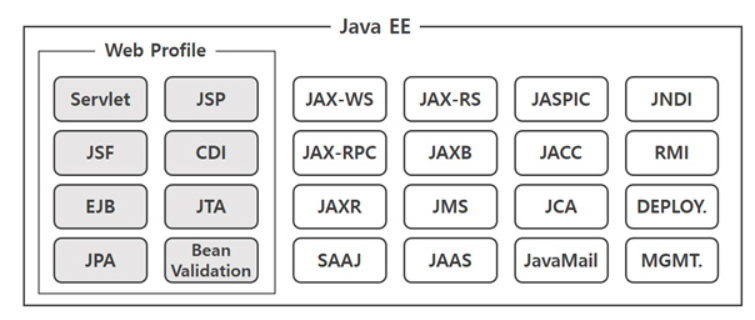 Java EE
Web Profile
Servlet JSP JAX-WS JAX-RS JASPIC JNDI
JSF CDI JAX-RPC JAXB JACC RMI
EJB JTA JAXR JMS JCA DEPLOY.
JPA Bean
Validation SAAJ JAAS JavaMail MGMT.